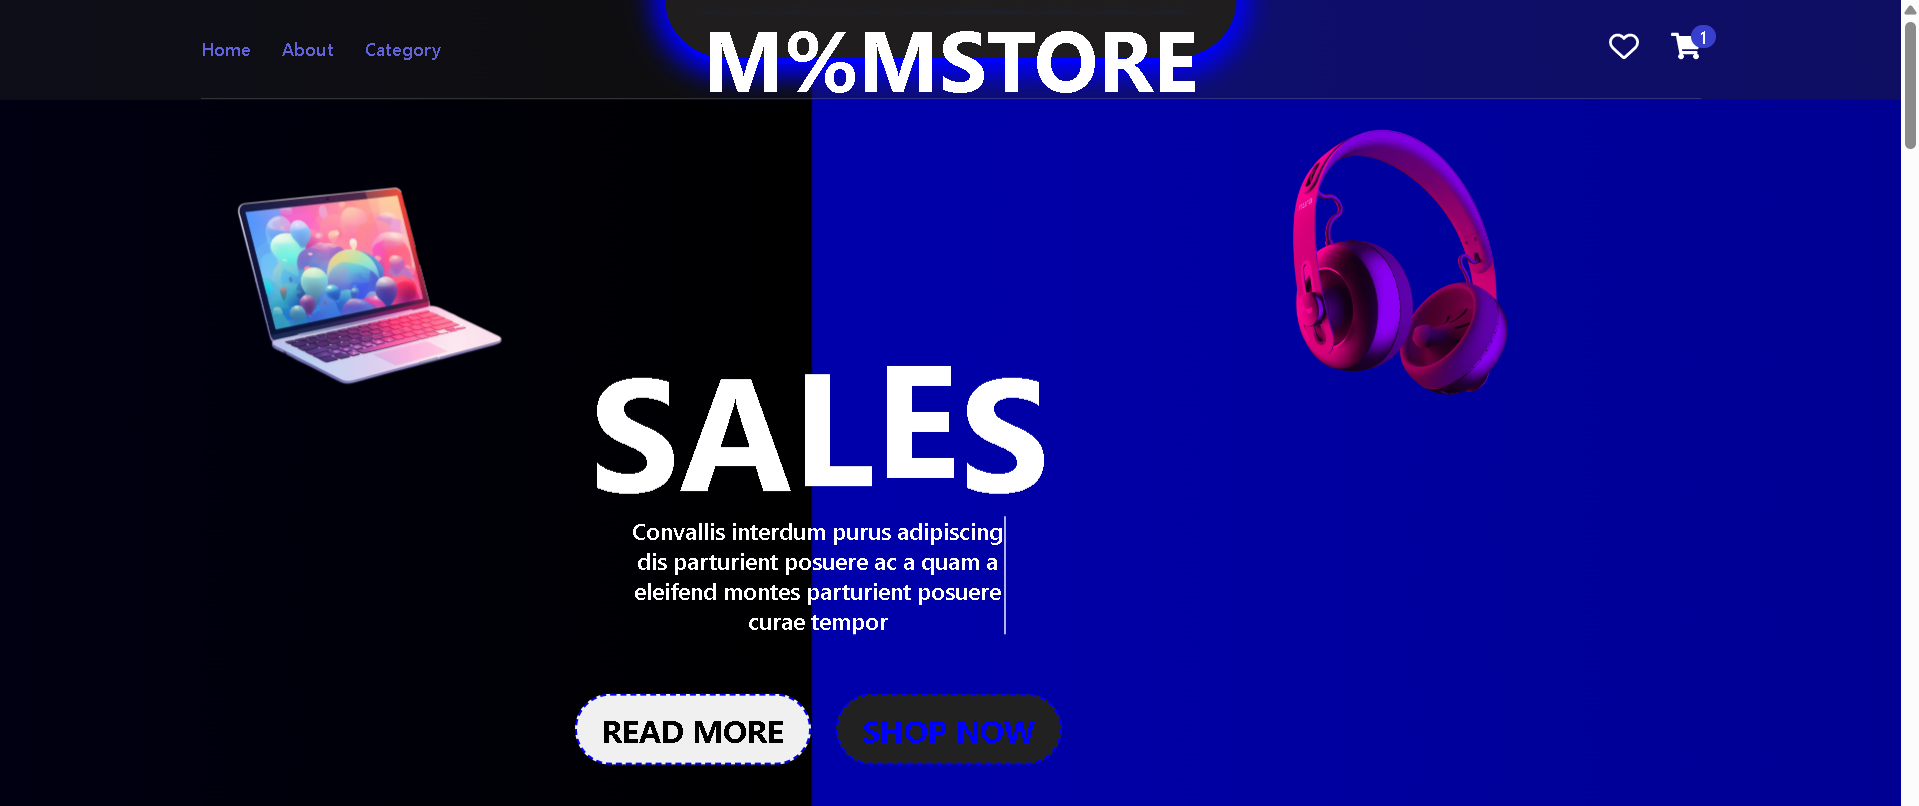 Home About Category
M%MSTORE
1
SALES
Convallis interdum purus adipiscing
dis parturient posuere ac a quam a
eleifend montes parturient posuere
curae tempor
READ MORE
SHOP NOW